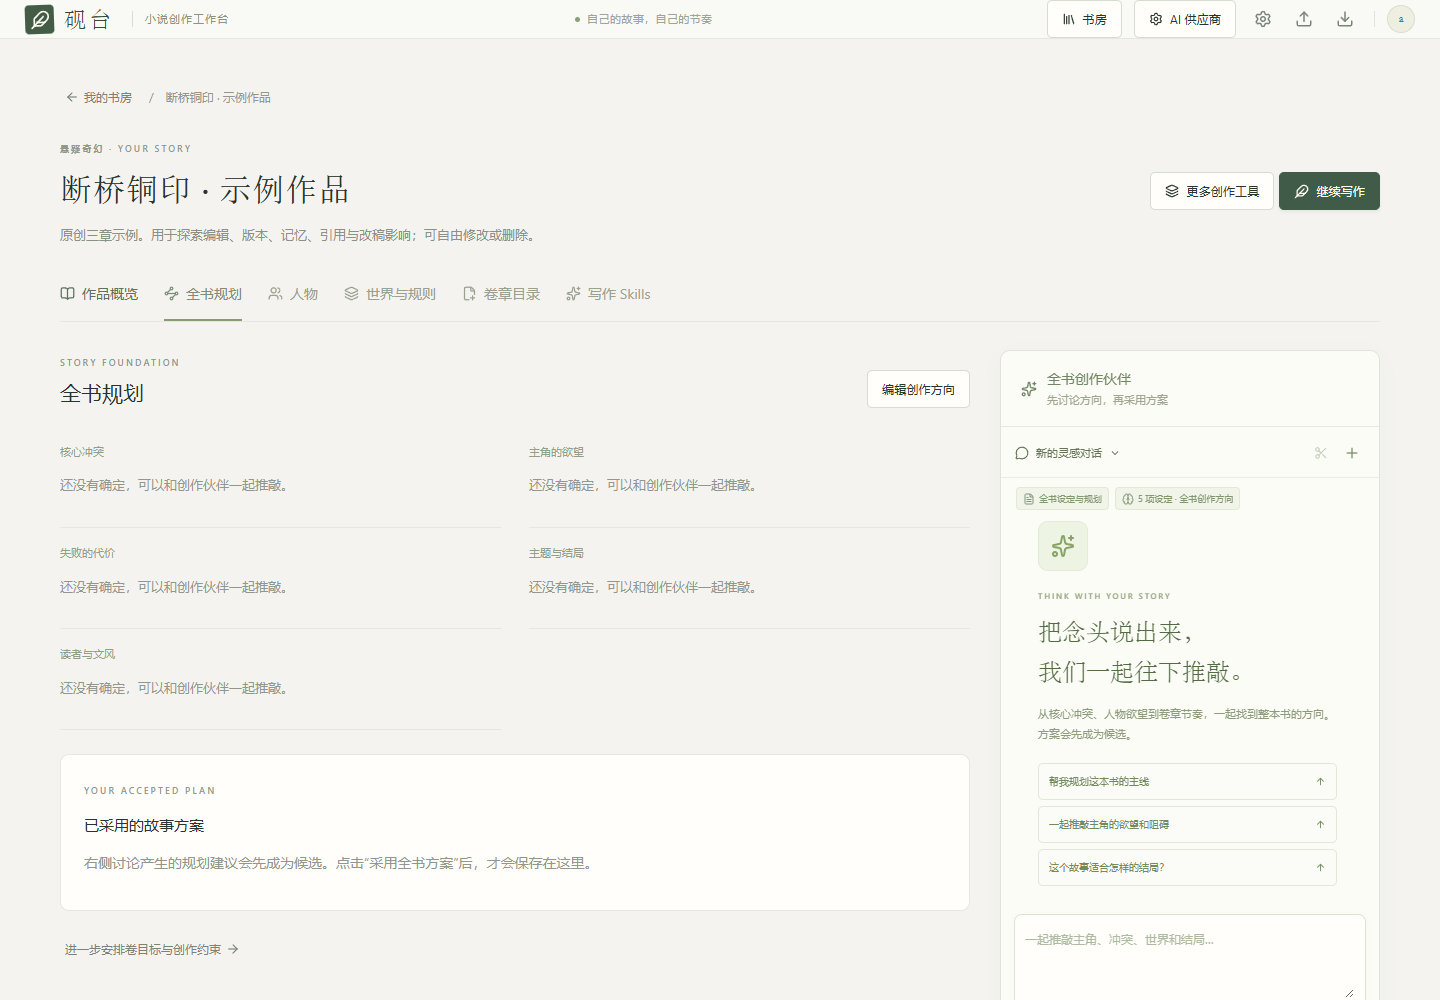 砚台
小说创作工作台
自己的故事，自己的节奏
书房
AI 供应商
a
我的书房 / 断桥铜印 · 示例作品
悬疑奇幻 · YOUR STORY
断桥铜印 · 示例作品
更多创作工具
继续写作
原创三章示例。用于探索编辑、版本、记忆、引用与改稿影响；可自由修改或删除。
作品概览
全书规划
人物
世界与规则
卷章目录
写作 Skills
STORY FOUNDATION
全书规划
编辑创作方向
核心冲突
还没有确定，可以和创作伙伴一起推敲。
主角的欲望
还没有确定，可以和创作伙伴一起推敲。
失败的代价
还没有确定，可以和创作伙伴一起推敲。
主题与结局
还没有确定，可以和创作伙伴一起推敲。
读者与文风
还没有确定，可以和创作伙伴一起推敲。
YOUR ACCEPTED PLAN
已采用的故事方案
右侧讨论产生的规划建议会先成为候选。点击“采用全书方案”后，才会保存在这里。
进一步安排卷目标与创作约束
全书创作伙伴
先讨论方向，再采用方案
新的灵感对话
全书设定与规划
5 项设定 · 全书创作方向
THINK WITH YOUR STORY
把念头说出来，
我们一起往下推敲。
从核心冲突、人物欲望到卷章节奏，一起找到整本书的方向。
方案会先成为候选。
帮我规划这本书的主线
一起推敲主角的欲望和阻碍
这个故事适合怎样的结局？
一起推敲主角、冲突、世界和结局...